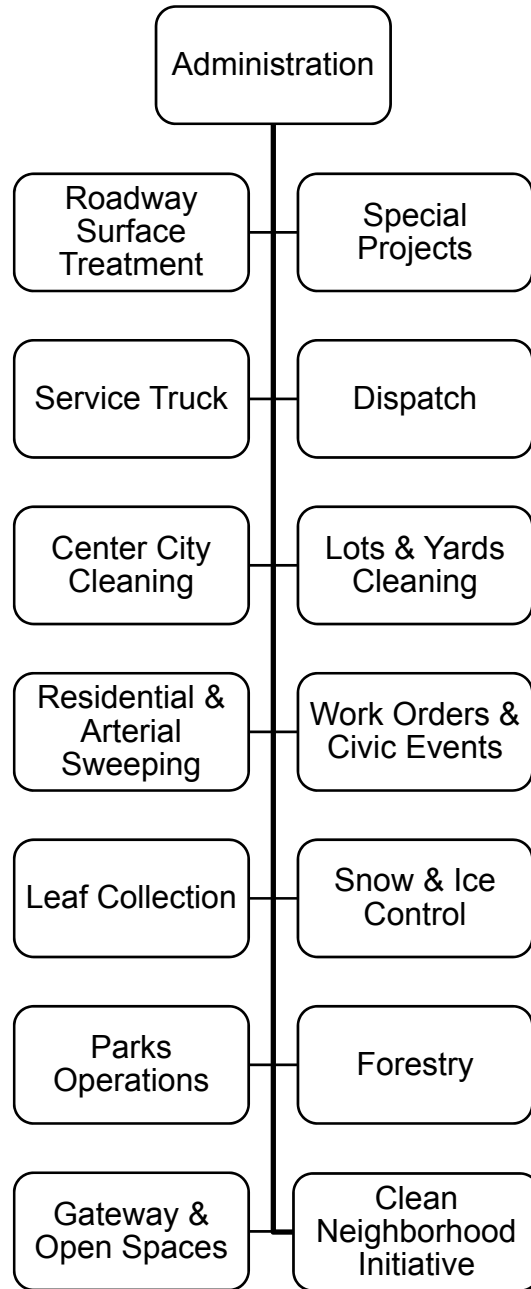 Administration
Roadway
Surface
Treatment
Special
Projects
Service Truck
Dispatch
Center City
Cleaning
Lots & Yards
Cleaning
Residential &
Arterial
Sweeping
Work Orders &
Civic Events
Leaf Collection
Snow & Ice
Control
Parks
Operations
Forestry
Gateway &
Open Spaces
Clean
Neighborhood
Initiative